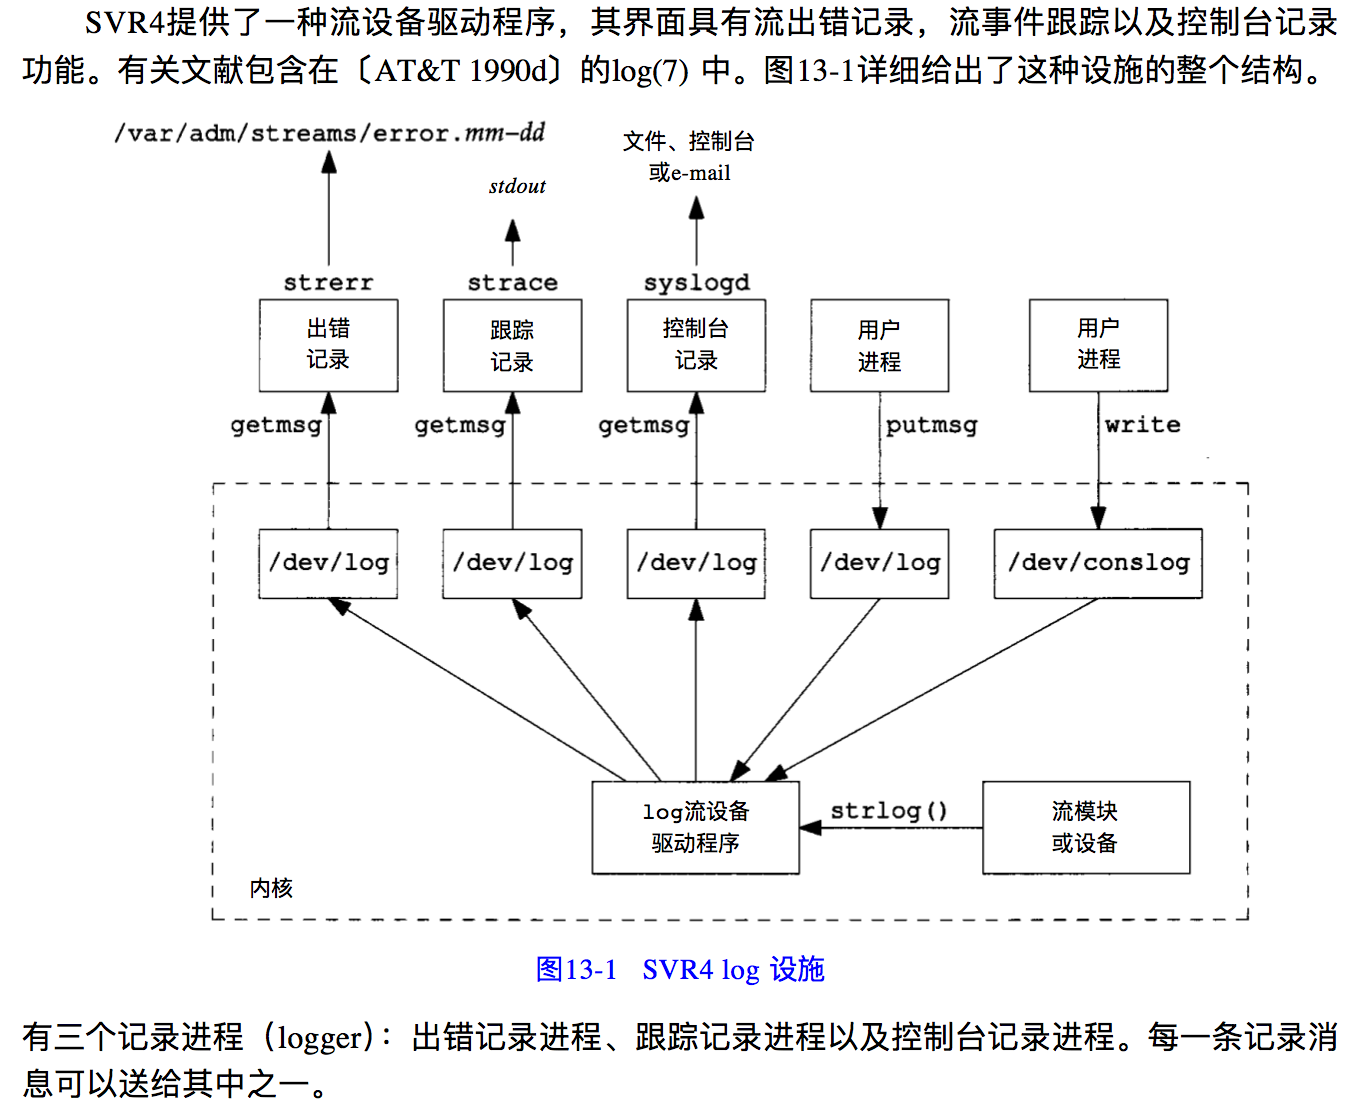 SVR4提供了一种流设备驱动程序，其界面具有流出错记录，流事件跟踪以及控制台记录
功能。有关文献包含在〔AT&T 1990d〕的log(7) 中。图13-1详细给出了这种设施的整个结构。
/var/adm/streams/error.mm–dd
文件、控制台
或e-mail
stdout
strerr
strace
syslogd
出错
记录
跟踪
记录
控制台
记录
用户
进程
用户
进程
getmsg
getmsg
getmsg
putmsg
write
/dev/log
/dev/log
/dev/log
/dev/log
/dev/conslog
log流设备
驱动程序
strlog()
流模块
或设备
内核
图13-1 SVR4 log 设施
有三个记录进程（logger）：出错记录进程、跟踪记录进程以及控制台记录进程。每一条记录消
息可以送给其中之一。